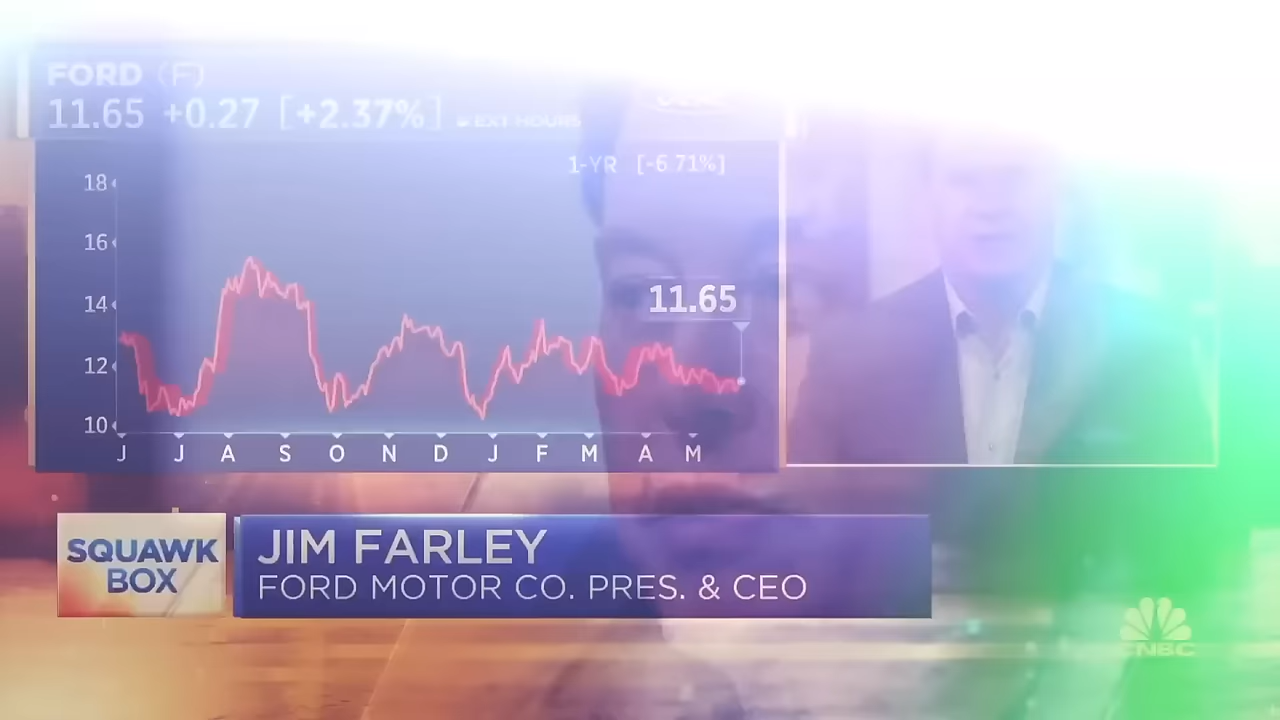 FORD (F)
11.65 +0.27 [+2.37%] EXT HOURS
1-YR [-6.71%]
18
16
14
12
10
11.65
J J A S O N D J F M A M
SQUAWK
BOX
JIM FARLEY
FORD MOTOR CO. PRES. & CEO
CNBC